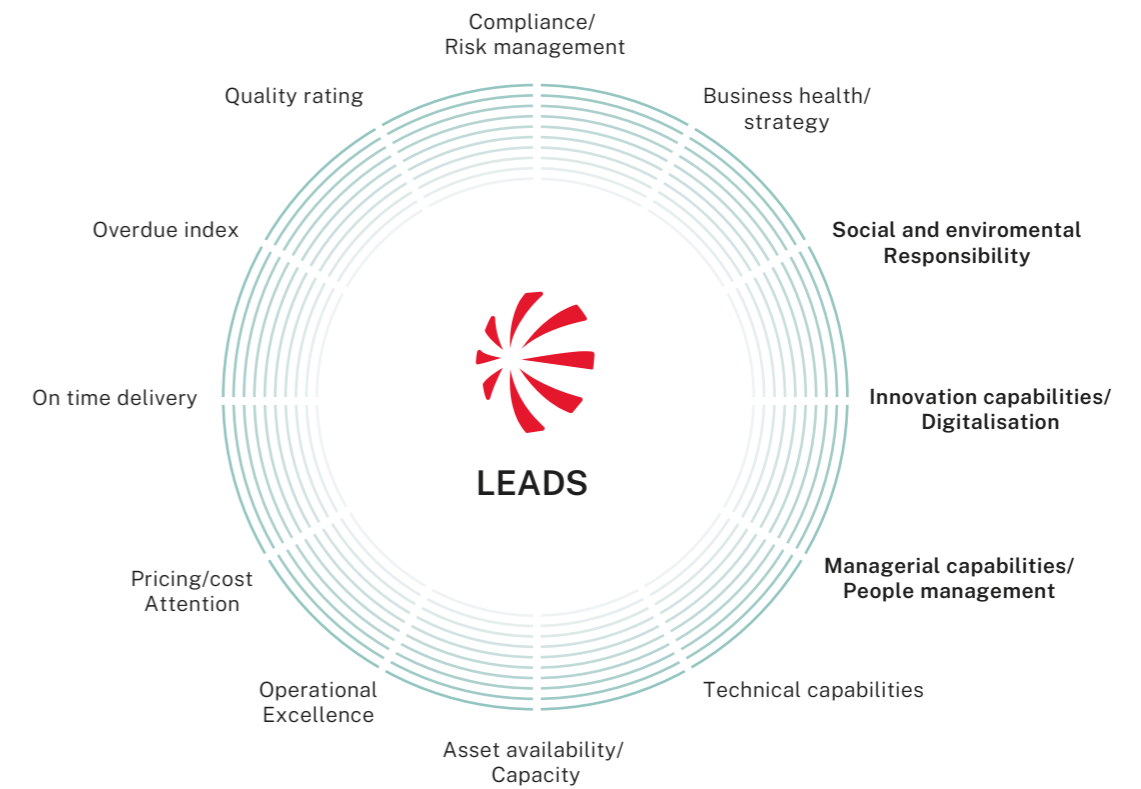 Compliance/
Risk management
Business health/
strategy
Social and enviromental
Responsibility
Innovation capabilities/
Digitalisation
Managerial capabilities/
People management
Technical capabilities
Asset availability/
Capacity
Operational
Excellence
Pricing/cost
Attention
On time delivery
Overdue index
Quality rating
LEADS